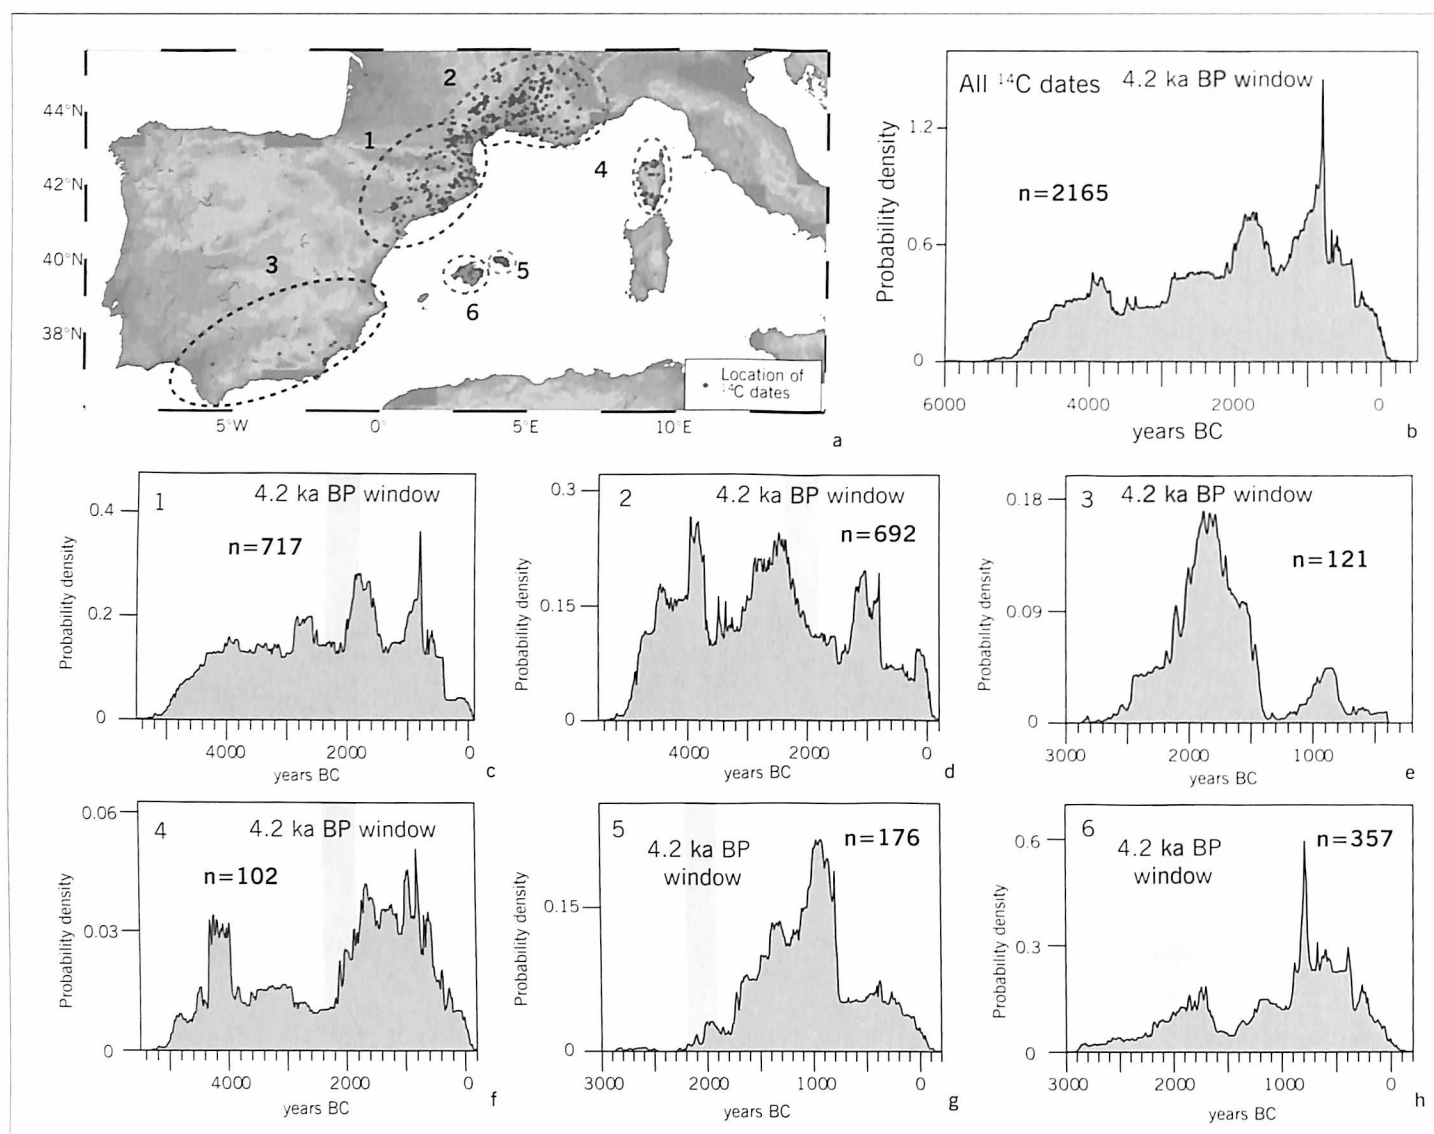 44°N
42°N
40°N
38°N
5°W
0°
5°E
10°E
1
2
3
4
5
6
Location of
¹⁴C dates
a
All ¹⁴C dates
4.2 ka BP window
n=2165
Probability density
1.2
0.6
0
6000
4000
2000
0
years BC
b
1
4.2 ka BP window
n=717
Probability density
0.4
0.2
0
4000
2000
0
years BC
c
2
4.2 ka BP window
n=692
Probability density
0.3
0.15
0
4000
2000
0
years BC
d
3
4.2 ka BP window
n=121
Probability density
0.18
0.09
0
3000
2000
1000
years BC
e
4
4.2 ka BP window
n=102
Probability density
0.06
0.03
0
4000
2000
0
years BC
f
5
4.2 ka BP
window
n=176
Probability density
0.15
0
3000
2000
1000
0
years BC
g
6
4.2 ka BP
window
n=357
Probability density
0.6
0.3
0
3000
2000
1000
0
years BC
h